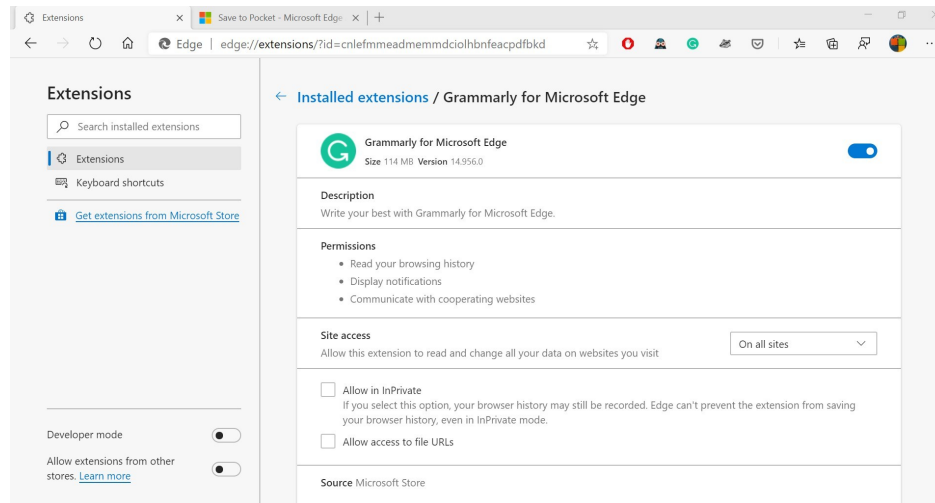 Extensions
Save to Pocket - Microsoft Edge
Edge | edge://extensions/?id=cnlefmmeadmemmdciolhbnfeacpdfbkd
Extensions
Search installed extensions
Extensions
Keyboard shortcuts
Get extensions from Microsoft Store
Developer mode
Allow extensions from other
stores. Learn more
Installed extensions / Grammarly for Microsoft Edge
Grammarly for Microsoft Edge
Size 114 MB Version 14.956.0
Description
Write your best with Grammarly for Microsoft Edge.
Permissions
• Read your browsing history
• Display notifications
• Communicate with cooperating websites
Site access
Allow this extension to read and change all your data on websites you visit
On all sites
Allow in InPrivate
If you select this option, your browser history may still be recorded. Edge can't prevent the extension from saving
your browser history, even in InPrivate mode.
Allow access to file URLs
Source Microsoft Store